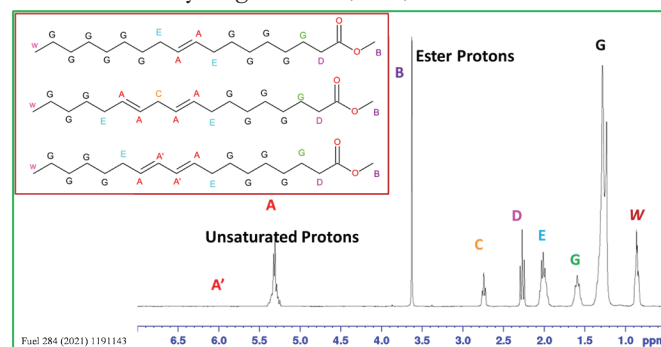 G G G E A G G G O
w G G G G A E G G D O B
A C A G G G O
w G G E A A E G G D O B
E A' A G G G O
w G G G A A' E G G D O B
B Ester Protons G
A
Unsaturated Protons
A' C D E G W
6.5 6.0 5.5 5.0 4.5 4.0 3.5 3.0 2.5 2.0 1.5 1.0 ppm
Fuel 284 (2021) 1191143